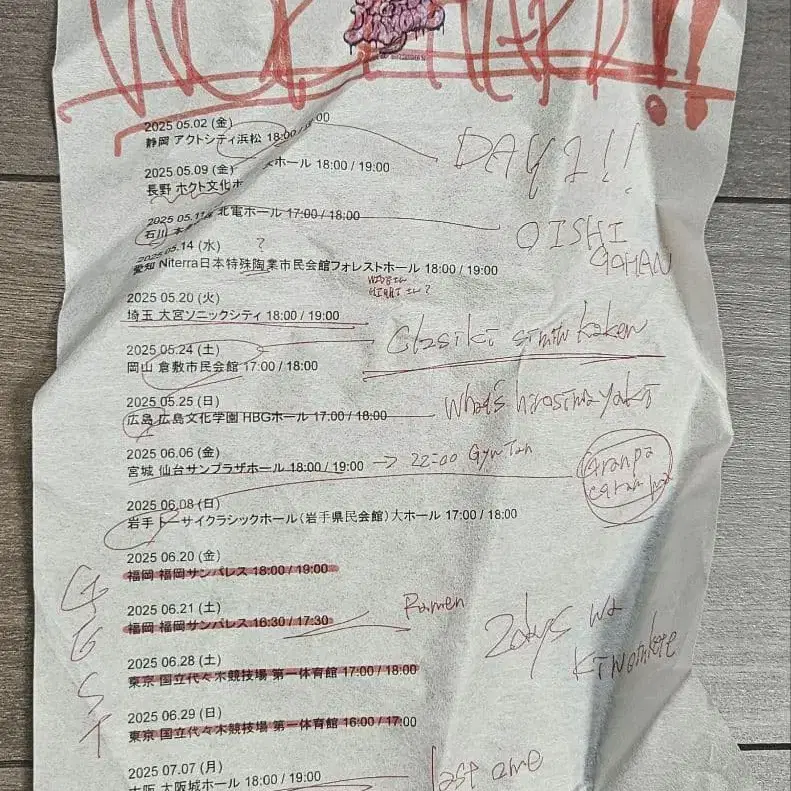 2025 05.02 (金)
静岡 アクトシティ浜松 18:00 / 19:00
DAY 1!!
2025 05.09 (金)
長野 ホクト文化ホール 18:00 / 19:00
石川 北電ホール 17:00 / 18:00
OISHI
GOHAN
05.14 (水) ?
愛知 Niterra日本特殊陶業市民会館フォレストホール 18:00 / 19:00
2025 05.20 (火)
埼玉 大宮ソニックシティ 18:00 / 19:00
2025 05.24 (土)
岡山 倉敷市民会館 17:00 / 18:00
2025 05.25 (日)
広島 広島文化学園 HBGホール 17:00 / 18:00
What's hirosimayaki
2025 06.06 (金)
宮城 仙台サンプラザホール 18:00 / 19:00 → 22:00 Gyu Tan
Granpa
2025 06.08 (日)
岩手 トーサイクラシックホール(岩手県民会館)大ホール 17:00 / 18:00
2025 06.20 (金)
福岡 福岡サンパレス 18:00 / 19:00
2025 06.21 (土)
福岡 福岡サンパレス 16:30 / 17:30
Ramen
2days wa
2025 06.28 (土)
東京 国立代々木競技場 第一体育館 17:00 / 18:00
2025 06.29 (日)
東京 国立代々木競技場 第一体育館 16:00 / 17:00
2025 07.07 (月)
大阪 大阪城ホール 18:00 / 19:00
last one